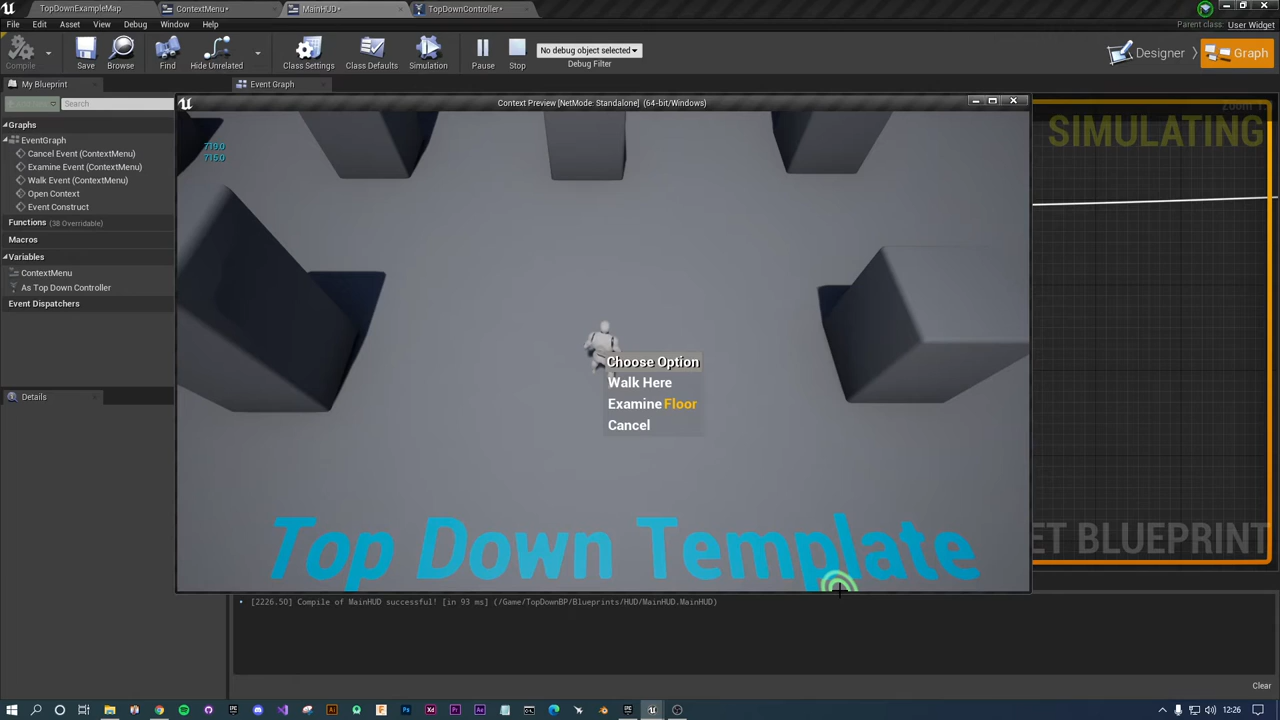 TopDownExampleMap
ContextMenu*
MainHUD*
TopDownController*
File Edit Asset View Debug Window Help
Parent class:
User Widget
Compile
Save
Browse
Find
Hide Unrelated
Class Settings
Class Defaults
Simulation
Pause
Stop
No debug object selected
Debug Filter
Designer
Graph
My Blueprint
Event Graph
Search
Context Preview [NetMode: Standalone] (64-bit/Windows)
SIMULATING
Graphs
EventGraph
Cancel Event (ContextMenu)
Examine Event (ContextMenu)
Walk Event (ContextMenu)
Open Context
Event Construct
Functions (38 Overridable)
Macros
Variables
ContextMenu
As Top Down Controller
Event Dispatchers
Details
719.0
715.0
Choose Option
Walk Here
Examine Floor
Cancel
Top Down Template
ET BLUEPRINT
[2226.50] Compile of MainHUD successful! [in 93 ms] (/Game/TopDownBP/Blueprints/HUD/MainHUD.MainHUD)
Clear
12:26